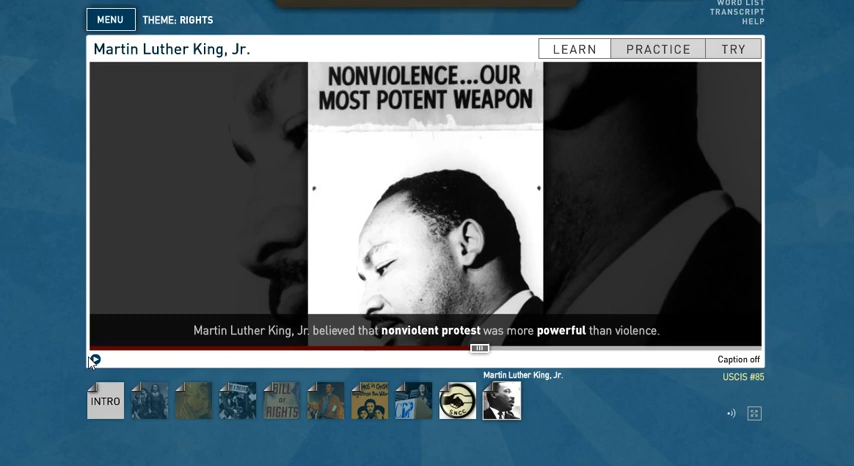 WORD LIST
TRANSCRIPT
HELP
MENU
THEME: RIGHTS
Martin Luther King, Jr.
LEARN
PRACTICE
TRY
NONVIOLENCE...OUR
MOST POTENT WEAPON
Martin Luther King, Jr. believed that nonviolent protest was more powerful than violence.
Caption off
Martin Luther King, Jr.
USCIS #85
INTRO
BILL
OF
RIGHTS
SNCC